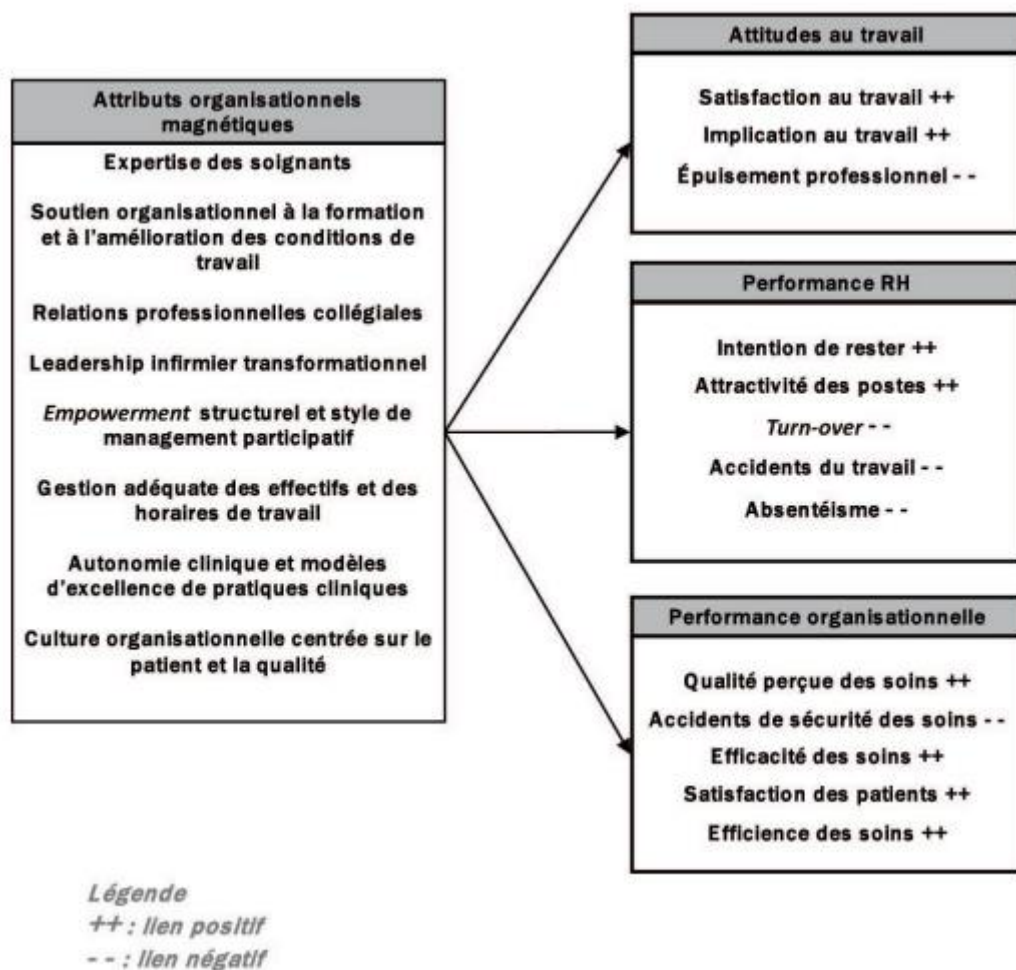 Attributs organisationnels
magnétiques
Expertise des soignants
Soutien organisationnel à la formation
et à l'amélioration des conditions de
travail
Relations professionnelles collégiales
Leadership infirmier transformationnel
Empowerment structurel et style de
management participatif
Gestion adéquate des effectifs et des
horaires de travail
Autonomie clinique et modèles
d'excellence de pratiques cliniques
Culture organisationnelle centrée sur le
patient et la qualité
Attitudes au travail
Satisfaction au travail ++
Implication au travail ++
Épuisement professionnel - -
Performance RH
Intention de rester ++
Attractivité des postes ++
Turn-over - -
Accidents du travail - -
Absentéisme - -
Performance organisationnelle
Qualité perçue des soins ++
Accidents de sécurité des soins - -
Efficacité des soins ++
Satisfaction des patients ++
Efficience des soins ++
Légende
++ : lien positif
- - : lien négatif